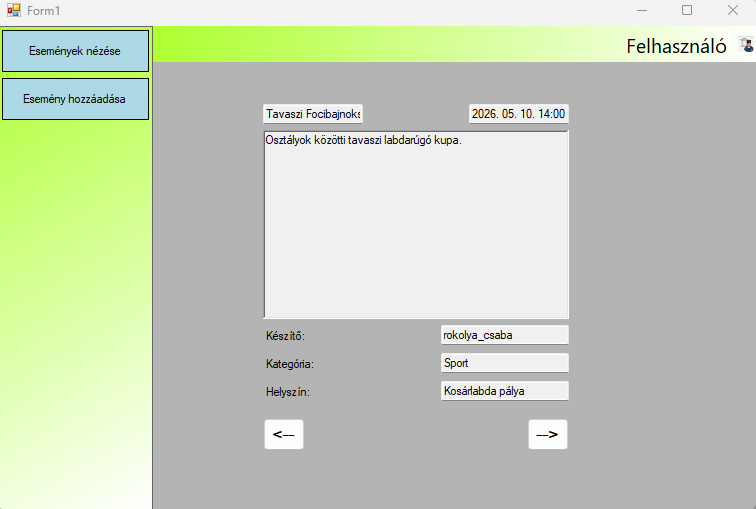 Form1
Események nézése
Esemény hozzáadása
Felhasználó
Tavaszi Focibajnoks
2026. 05. 10. 14:00
Osztályok közötti tavaszi labdarúgó kupa.
Készítő: rokolya_csaba
Kategória: Sport
Helyszín: Kosárlabda pálya
<-- -->